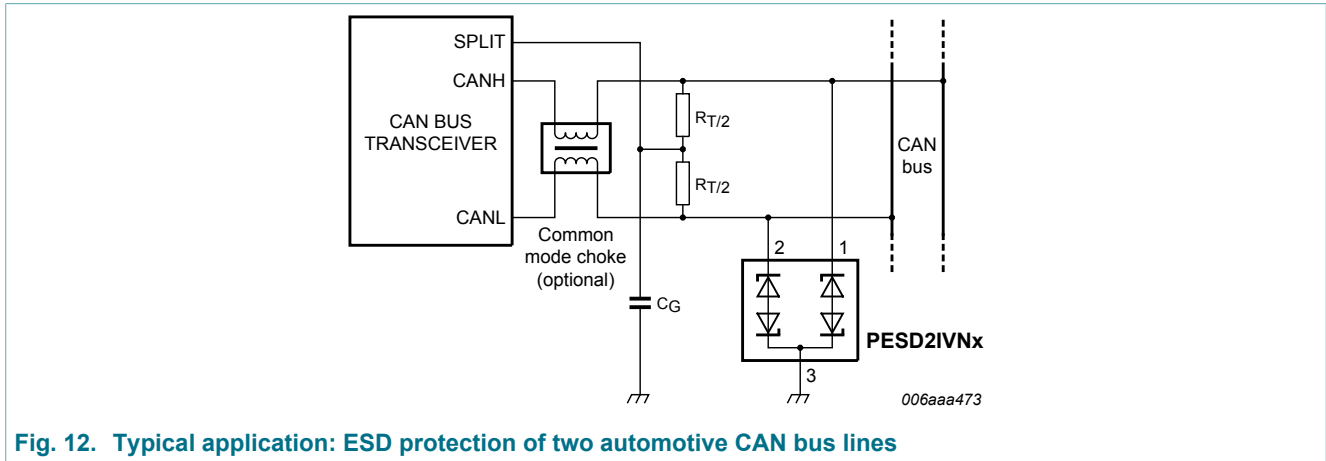 SPLIT
CANH
CAN BUS
TRANSCEIVER
CANL
Common
mode choke
(optional)
RT/2
RT/2
CG
CAN
bus
2
1
PESD2IVNx
3
006aaa473
Fig. 12. Typical application: ESD protection of two automotive CAN bus lines